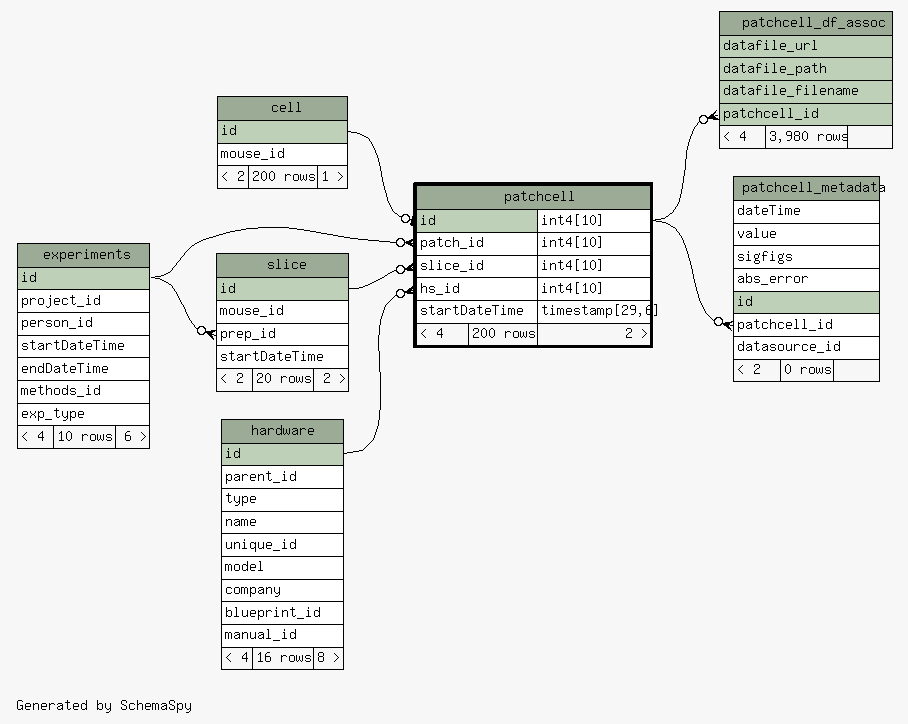 patchcell_df_assoc
datafile_url
datafile_path
datafile_filename
patchcell_id
< 4 3,980 rows
cell
id
mouse_id
< 2 200 rows 1 >
patchcell
id int4[10]
patch_id int4[10]
slice_id int4[10]
hs_id int4[10]
startDateTime timestamp[29,6]
< 4 200 rows 2 >
patchcell_metadata
dateTime
value
sigfigs
abs_error
id
patchcell_id
datasource_id
< 2 0 rows
experiments
id
project_id
person_id
startDateTime
endDateTime
methods_id
exp_type
< 4 10 rows 6 >
slice
id
mouse_id
prep_id
startDateTime
< 2 20 rows 2 >
hardware
id
parent_id
type
name
unique_id
model
company
blueprint_id
manual_id
< 4 16 rows 8 >
Generated by SchemaSpy